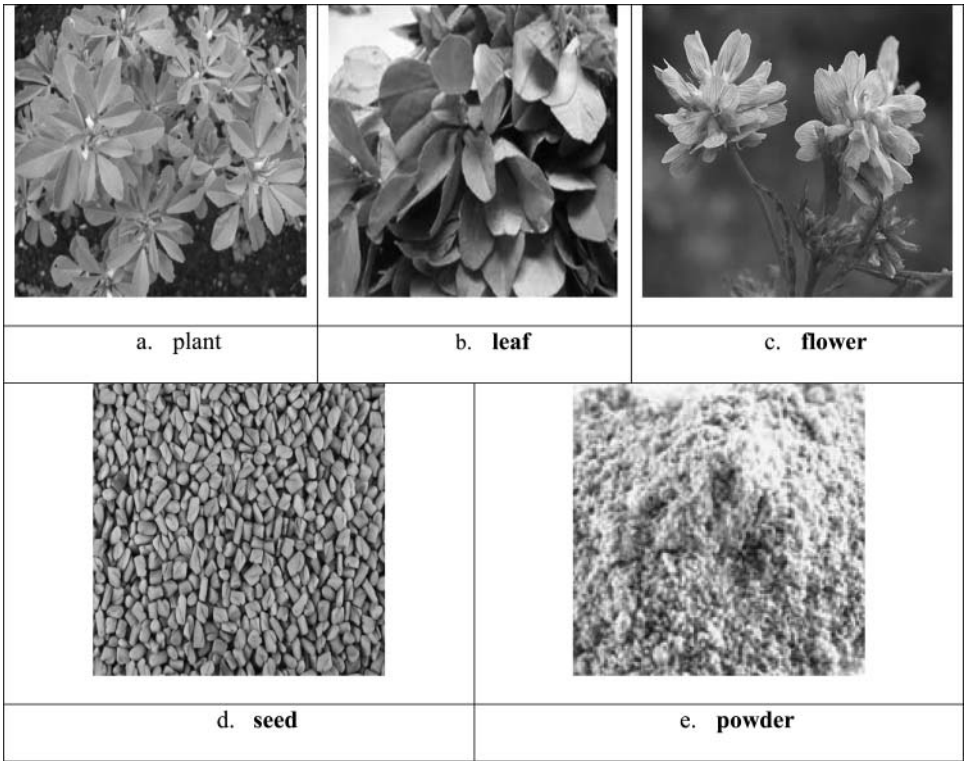 a. plant
b. leaf
c. flower
d. seed
e. powder